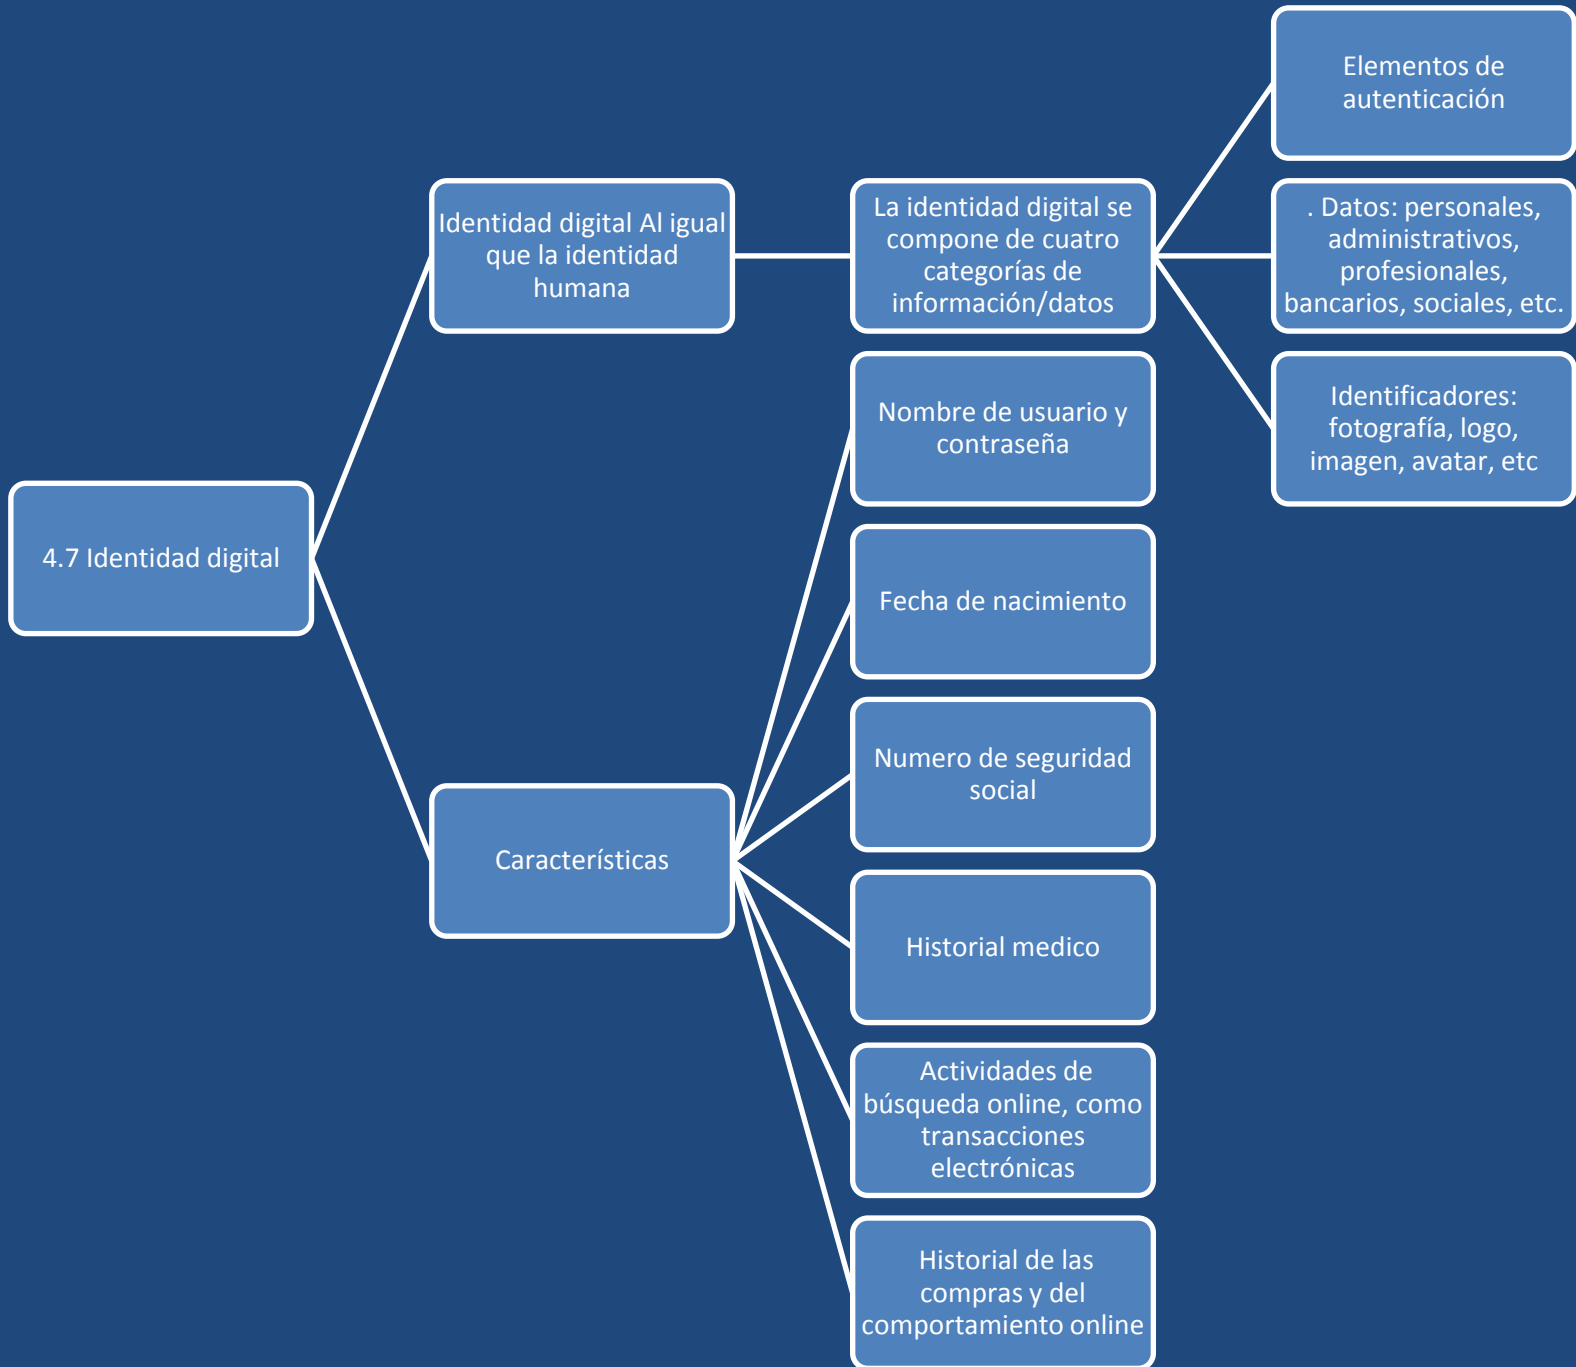 4.7 Identidad digital
Identidad digital Al igual
que la identidad
humana
La identidad digital se
compone de cuatro
categorías de
información/datos
Elementos de
autenticación
. Datos: personales,
administrativos,
profesionales,
bancarios, sociales, etc.
Identificadores:
fotografía, logo,
imagen, avatar, etc
Características
Nombre de usuario y
contraseña
Fecha de nacimiento
Numero de seguridad
social
Historial medico
Actividades de
búsqueda online, como
transacciones
electrónicas
Historial de las
compras y del
comportamiento online